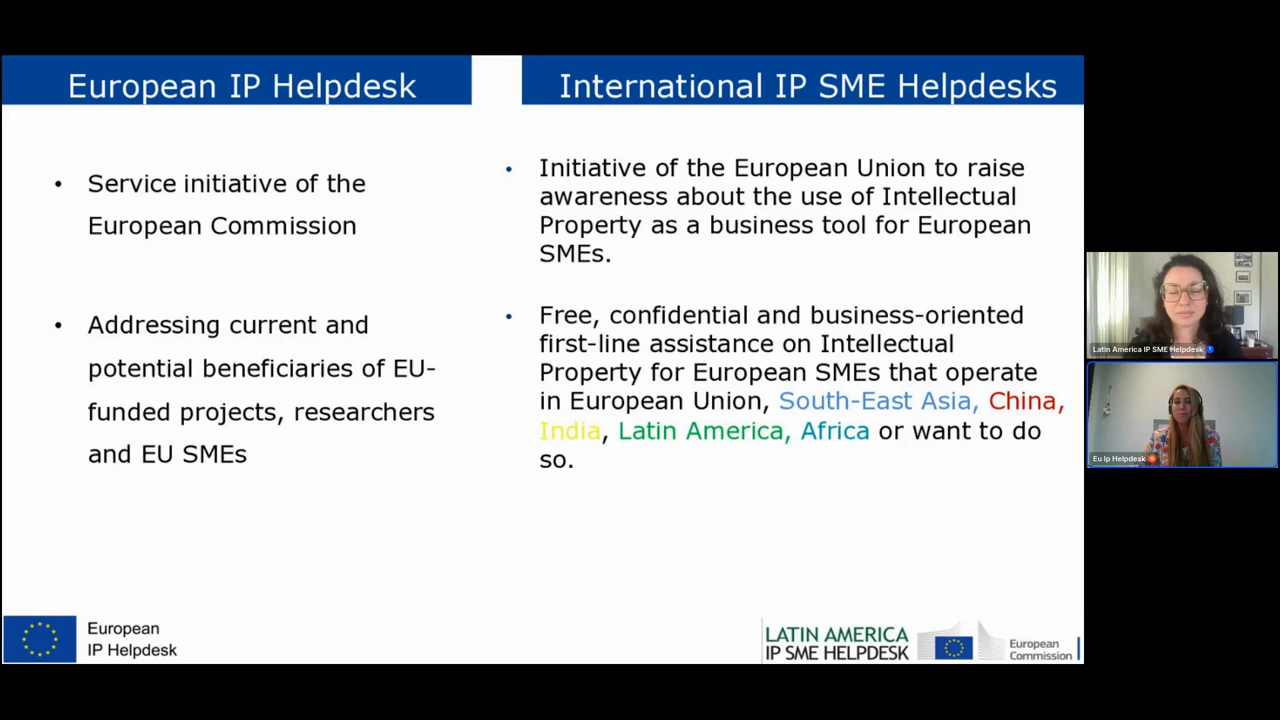 European IP Helpdesk
International IP SME Helpdesks
• Service initiative of the
European Commission
• Addressing current and
potential beneficiaries of EU-
funded projects, researchers
and EU SMEs
• Initiative of the European Union to raise
awareness about the use of Intellectual
Property as a business tool for European
SMEs.
• Free, confidential and business-oriented
first-line assistance on Intellectual
Property for European SMEs that operate
in European Union, South-East Asia, China,
India, Latin America, Africa or want to do
so.
European
IP Helpdesk
LATIN AMERICA
IP SME HELPDESK
European
Commission
Latin America IP SME Helpdesk
Eu Ip Helpdesk